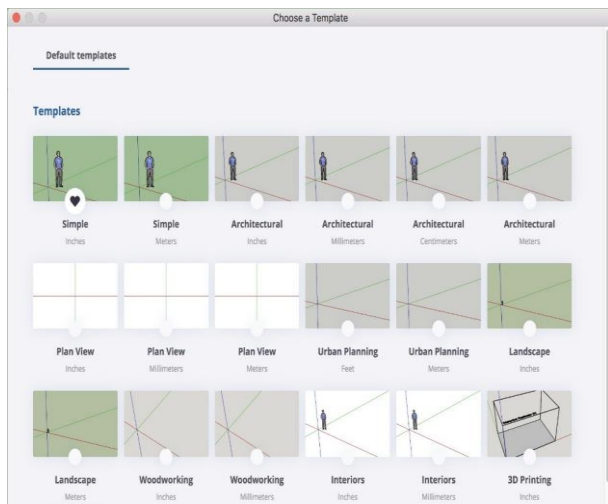 Choose a Template
Default templates
Templates
Simple
Inches
Simple
Meters
Architectural
Inches
Architectural
Millimeters
Architectural
Centimeters
Architectural
Meters
Plan View
Inches
Plan View
Millimeters
Plan View
Meters
Urban Planning
Feet
Urban Planning
Meters
Landscape
Inches
Landscape
Meters
Woodworking
Inches
Woodworking
Millimeters
Interiors
Inches
Interiors
Millimeters
3D Printing
Inches